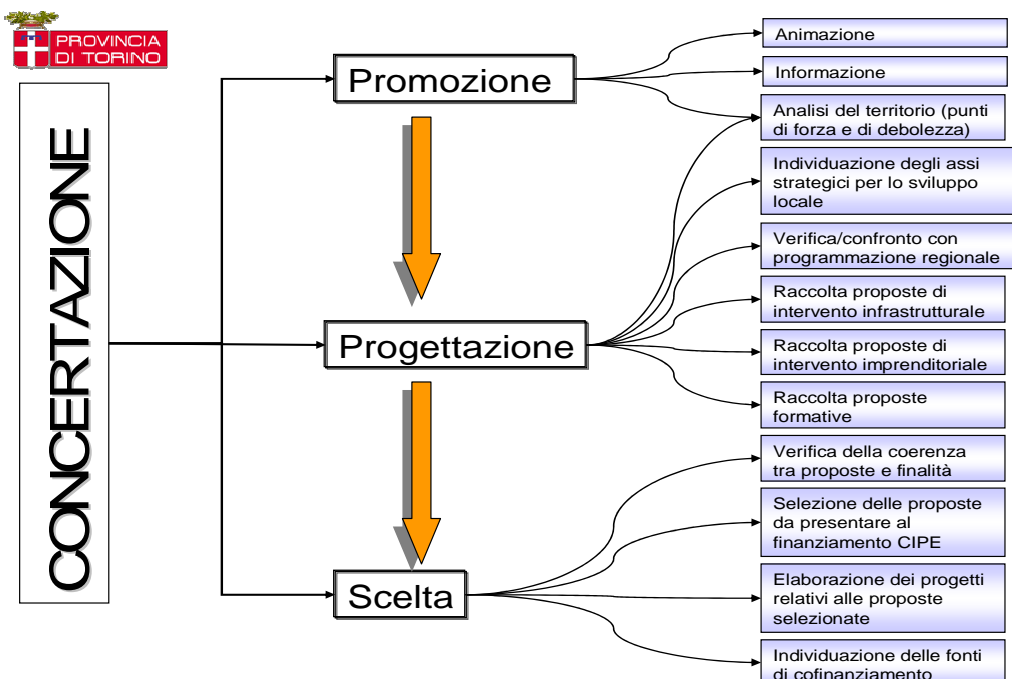 PROVINCIA
DI TORINO
CONCERTAZIONE
Promozione
Progettazione
Scelta
Animazione
Informazione
Analisi del territorio (punti
di forza e di debolezza)
Individuazione degli assi
strategici per lo sviluppo
locale
Verifica/confronto con
programmazione regionale
Raccolta proposte di
intervento infrastrutturale
Raccolta proposte di
intervento imprenditoriale
Raccolta proposte
formative
Verifica della coerenza
tra proposte e finalità
Selezione delle proposte
da presentare al
finanziamento CIPE
Elaborazione dei progetti
relativi alle proposte
selezionate
Individuazione delle fonti
di cofinanziamento